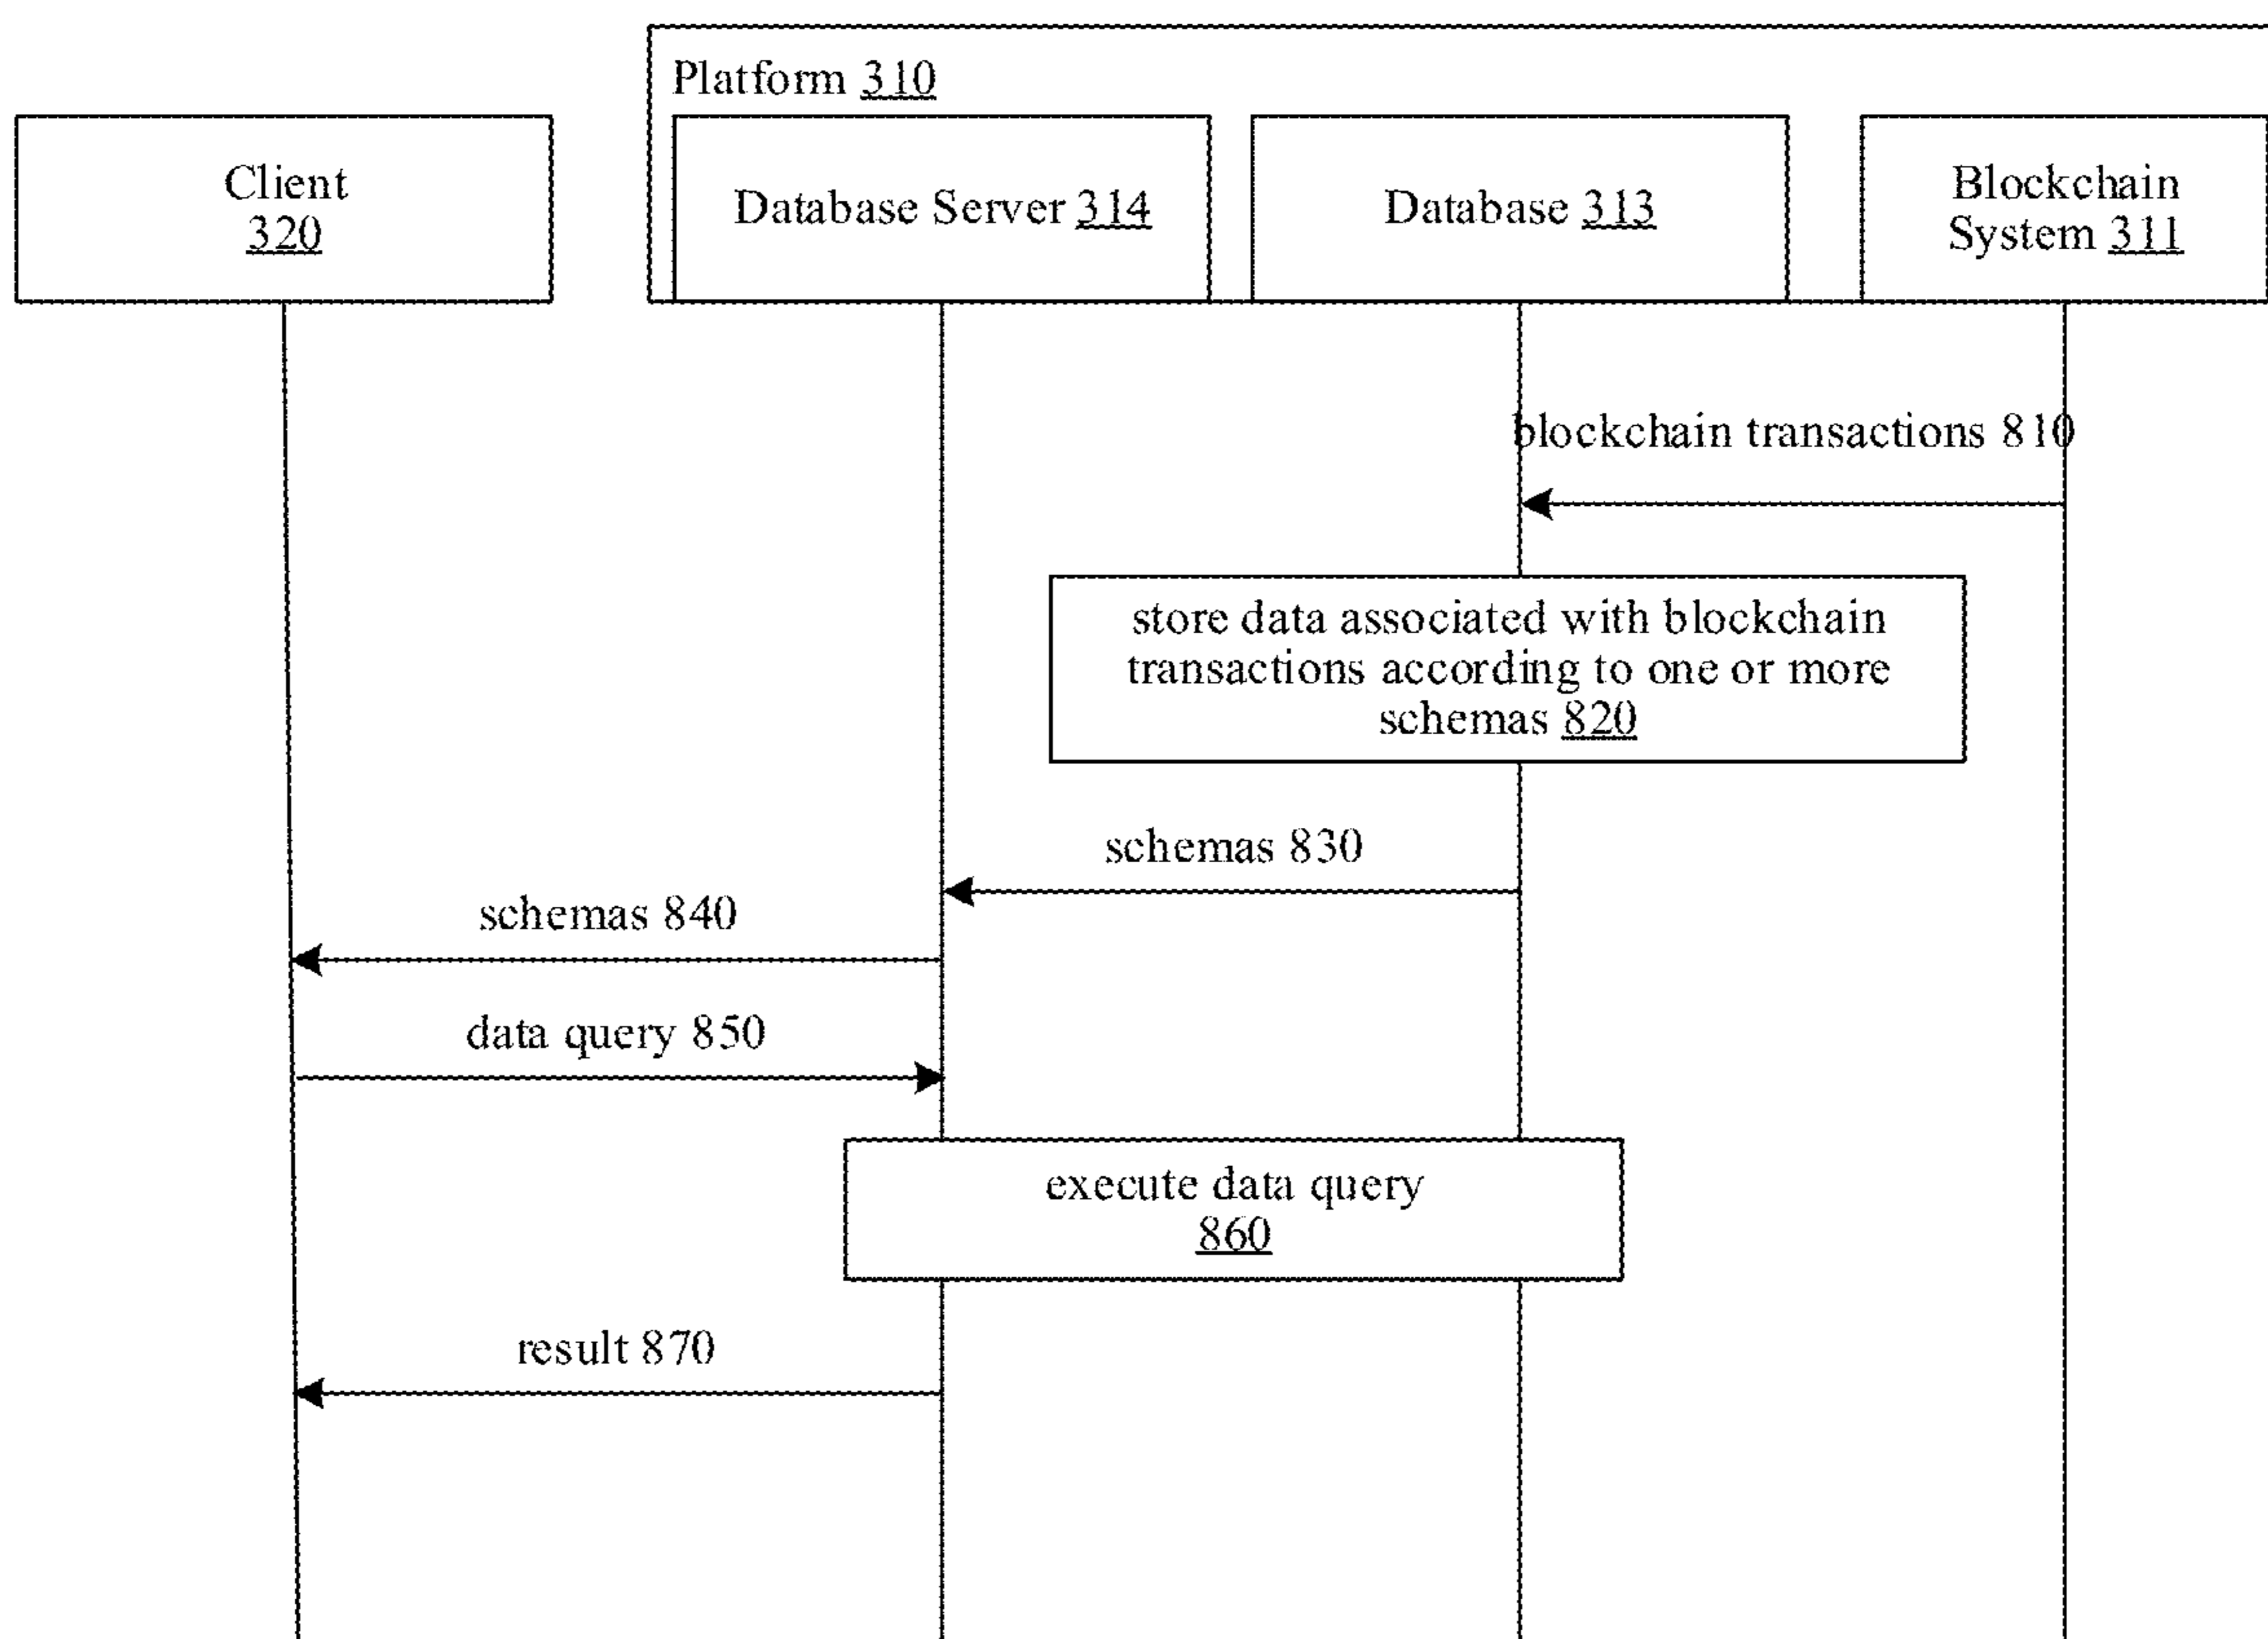 Platform 310
Client
320
Database Server 314
Database 313
Blockchain
System 311
blockchain transactions 810
store data associated with blockchain
transactions according to one or more
schemas 820
schemas 830
schemas 840
data query 850
execute data query
860
result 870